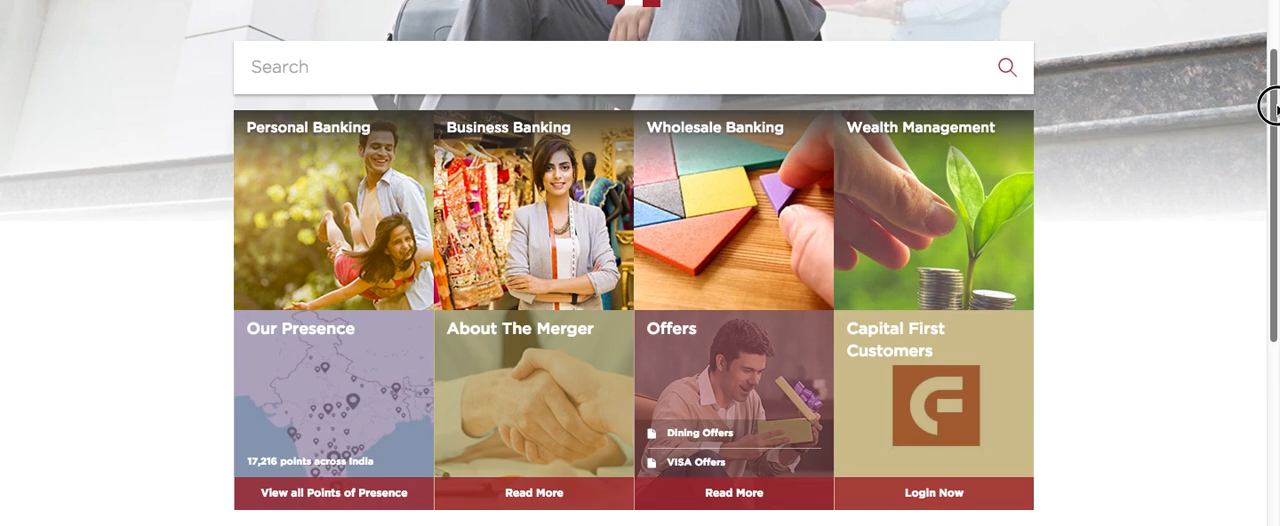 Search
Personal Banking
Business Banking
Wholesale Banking
Wealth Management
Our Presence
17,216 points across India
View all Points of Presence
About The Merger
Read More
Offers
Dining Offers
VISA Offers
Read More
Capital First
Customers
Login Now